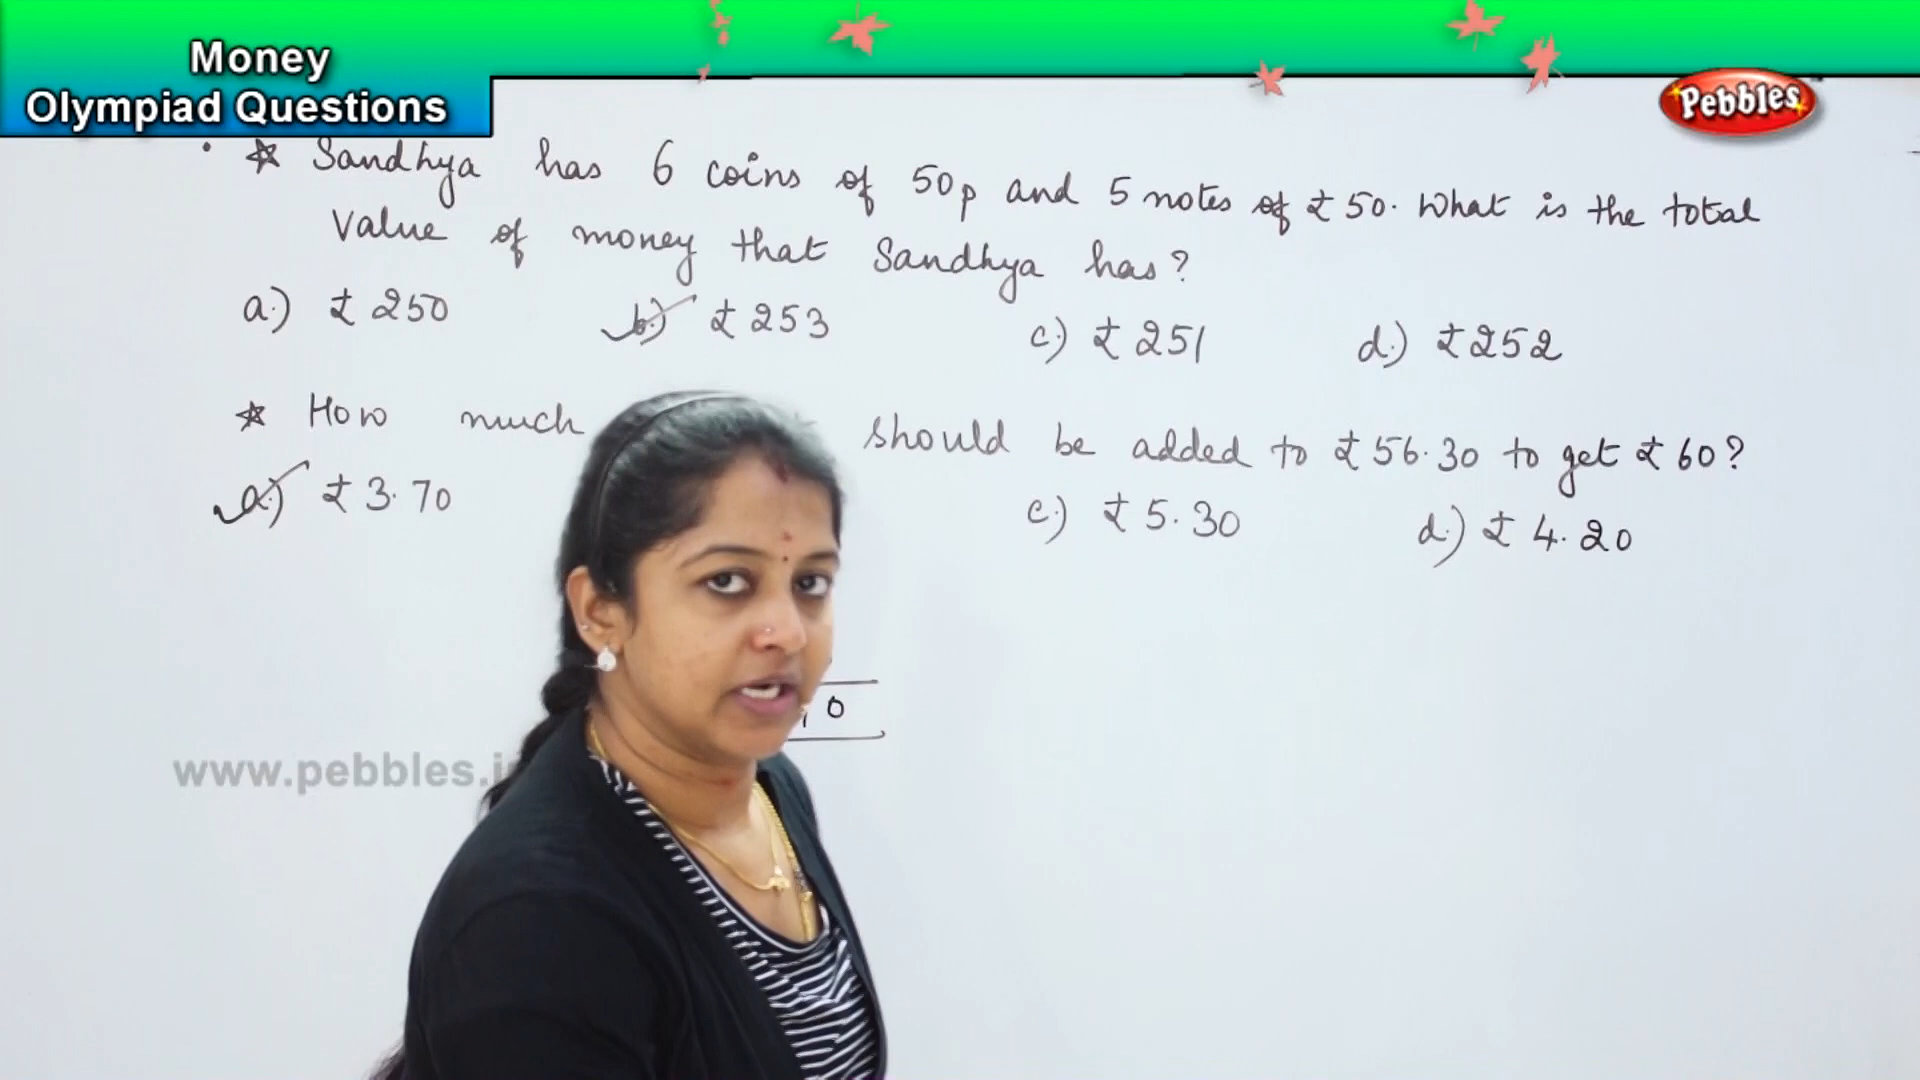 Money
Olympiad Questions
Pebbles
☆ Sandhya has 6 coins of 50p and 5 notes of ₹50. What is the total
Value of money that Sandhya has?
a.) ₹ 250 b.) ₹ 253 c.) ₹ 251 d.) ₹ 252
☆ How much should be added to ₹ 56.30 to get ₹ 60?
a.) ₹ 3.70 c.) ₹ 5.30 d.) ₹ 4.20
0
www.pebbles.i